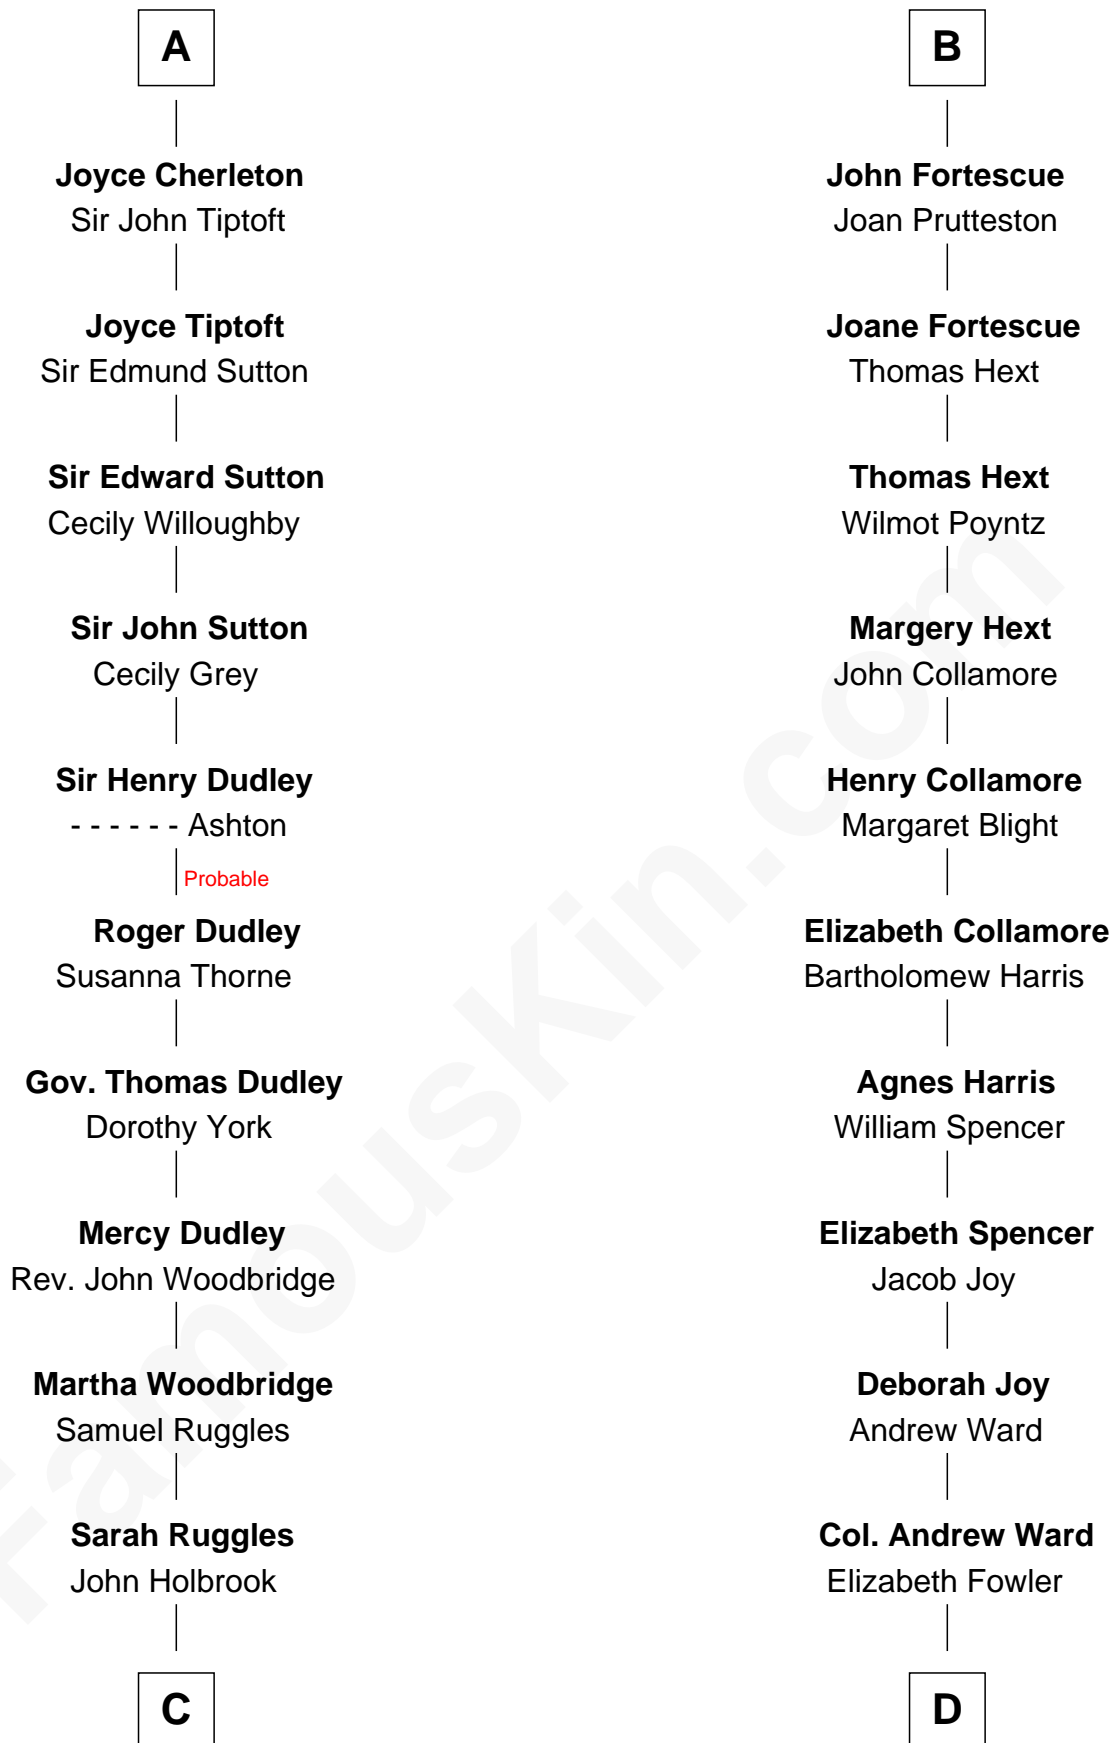 A
Joyce Cherleton
Sir John Tiptoft
Joyce Tiptoft
Sir Edmund Sutton
Sir Edward Sutton
Cecily Willoughby
Sir John Sutton
Cecily Grey
Sir Henry Dudley
- - - - - - Ashton
Probable
Roger Dudley
Susanna Thorne
Gov. Thomas Dudley
Dorothy York
Mercy Dudley
Rev. John Woodbridge
Martha Woodbridge
Samuel Ruggles
Sarah Ruggles
John Holbrook
C
B
John Fortescue
Joan Prutteston
Joane Fortescue
Thomas Hext
Thomas Hext
Wilmot Poyntz
Margery Hext
John Collamore
Henry Collamore
Margaret Blight
Elizabeth Collamore
Bartholomew Harris
Agnes Harris
William Spencer
Elizabeth Spencer
Jacob Joy
Deborah Joy
Andrew Ward
Col. Andrew Ward
Elizabeth Fowler
D
FamousKin.com